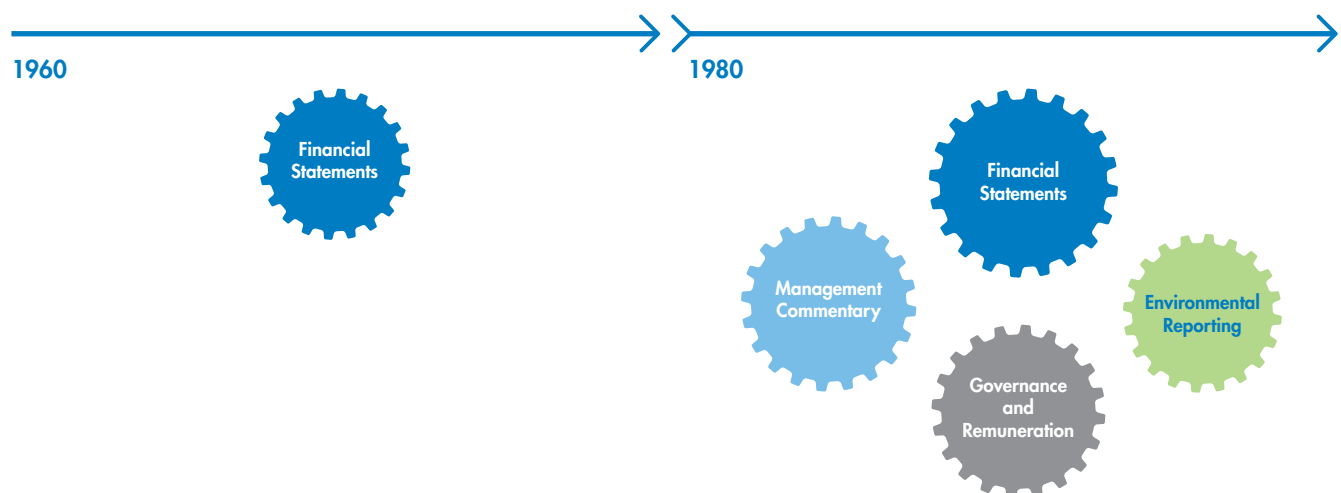 1960
Financial
Statements
1980
Financial
Statements
Management
Commentary
Environmental
Reporting
Governance
and
Remuneration